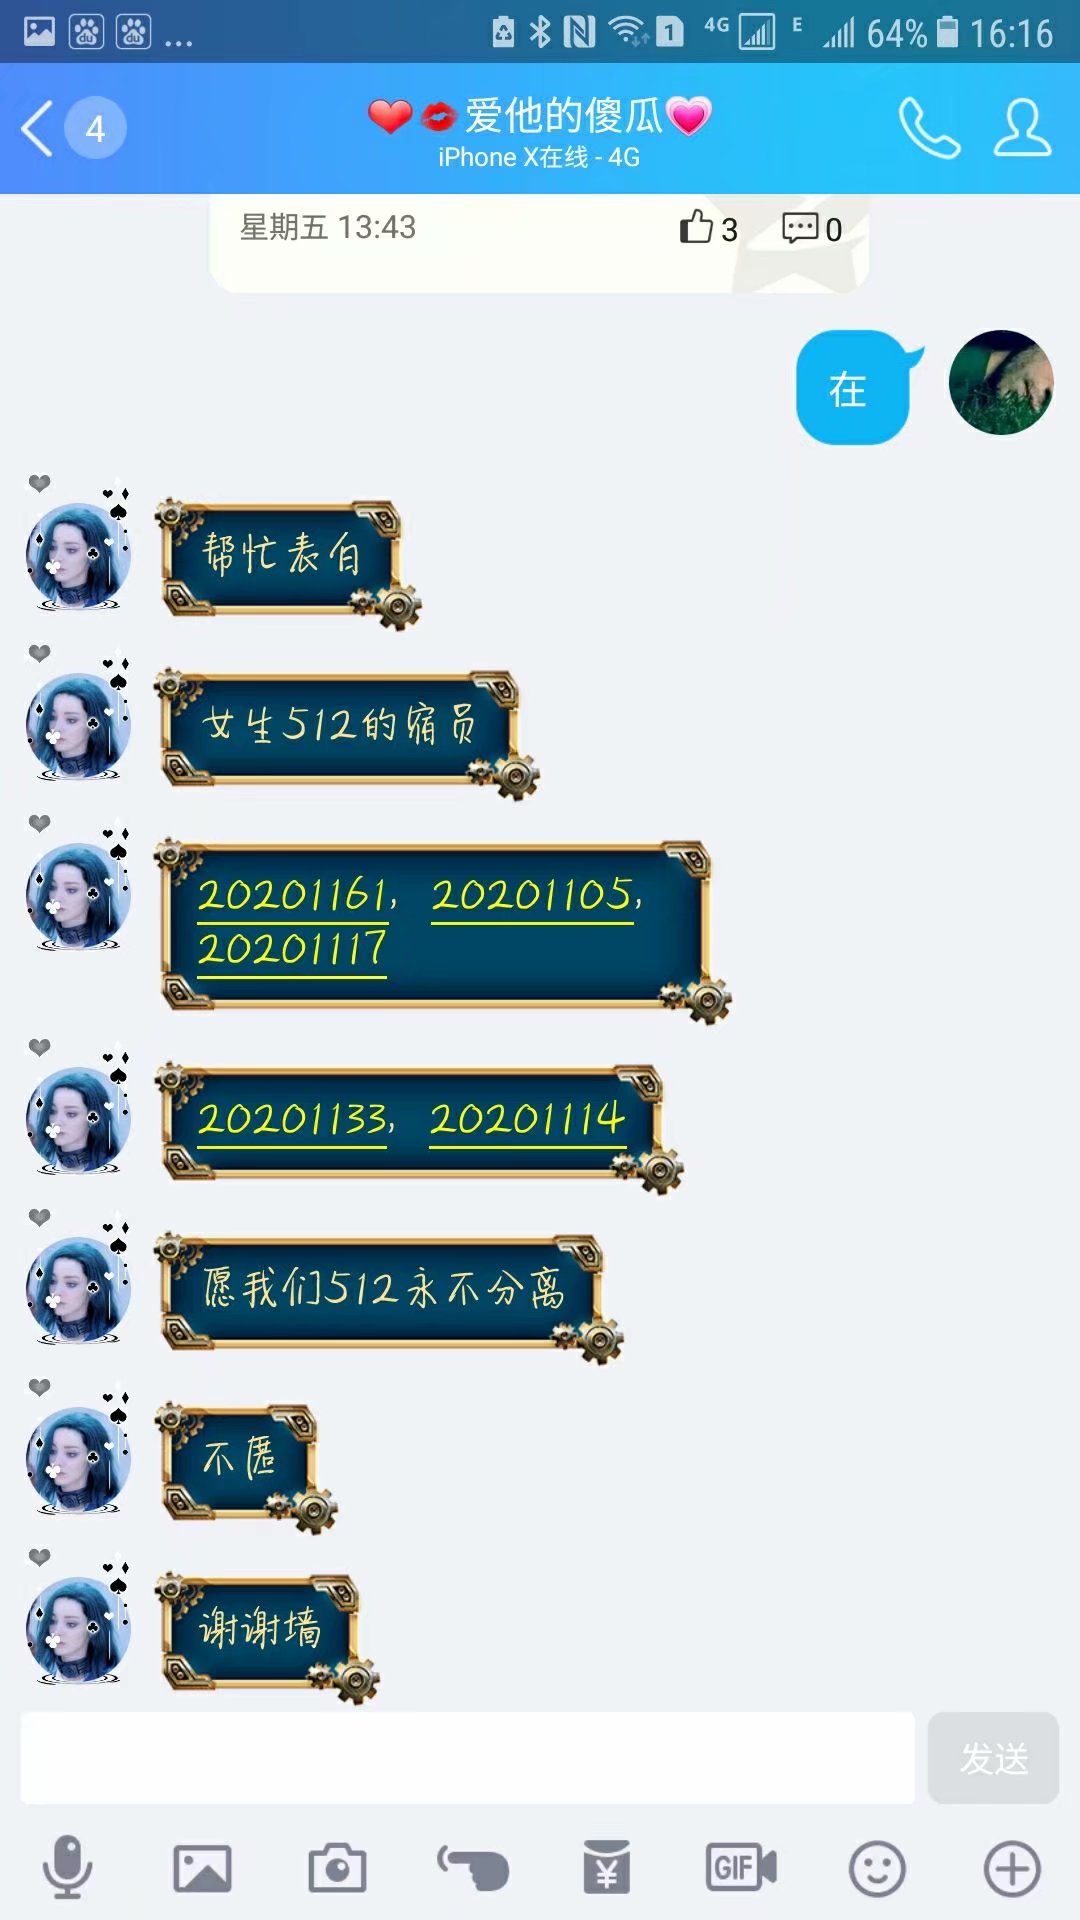 ... 4G E 64% 16:16
4 爱他的傻瓜
iPhone X在线 - 4G
星期五 13:43 3 0
在
帮忙表白
女生512的宿员
20201161, 20201105,
20201117
20201133, 20201114
愿我们512永不分离
不匿
谢谢墙
发送
GIF